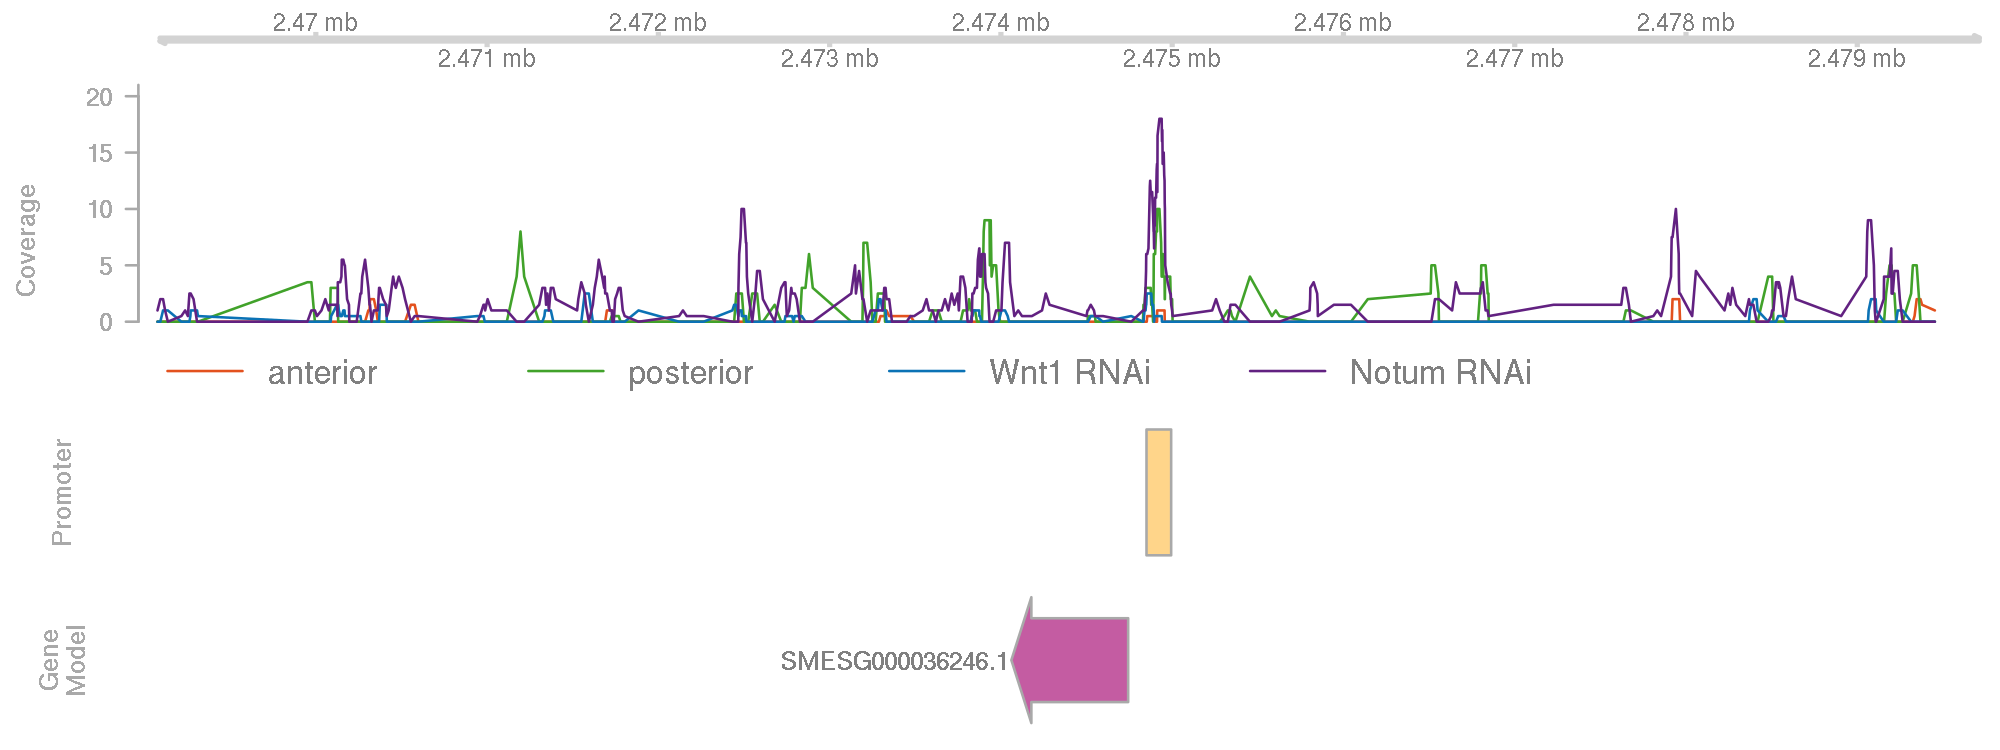 2.47 mb 2.472 mb 2.474 mb 2.476 mb 2.478 mb
2.471 mb 2.473 mb 2.475 mb 2.477 mb 2.479 mb
20
15
10
5
0
Coverage
anterior posterior Wnt1 RNAi Notum RNAi
Promoter
Gene
Model
SMESG000036246.1